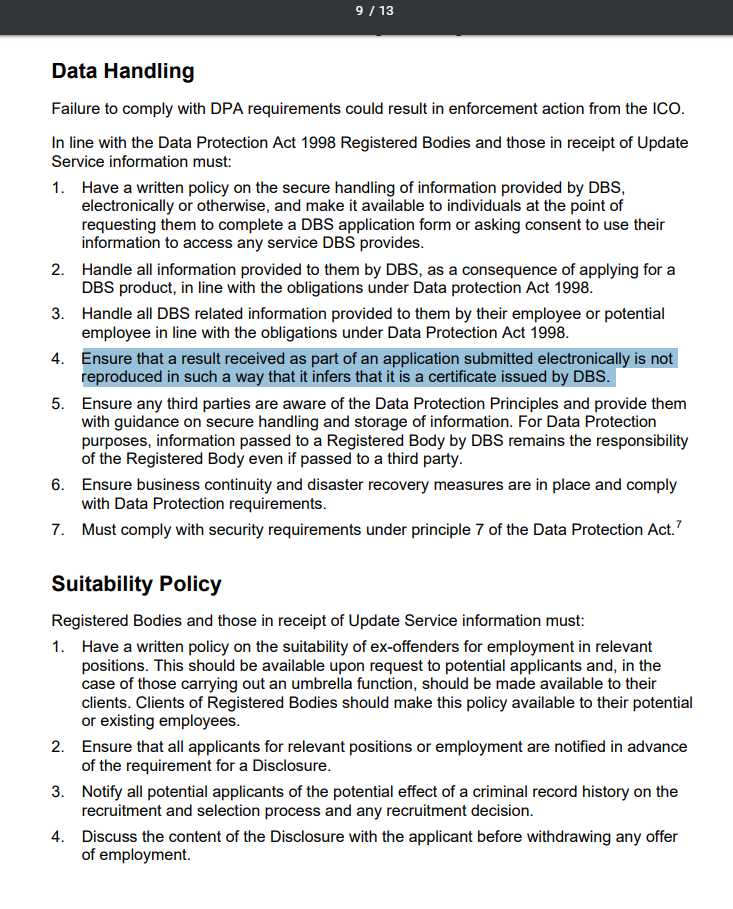 9 / 13
Data Handling
Failure to comply with DPA requirements could result in enforcement action from the ICO.
In line with the Data Protection Act 1998 Registered Bodies and those in receipt of Update
Service information must:
1. Have a written policy on the secure handling of information provided by DBS,
electronically or otherwise, and make it available to individuals at the point of
requesting them to complete a DBS application form or asking consent to use their
information to access any service DBS provides.
2. Handle all information provided to them by DBS, as a consequence of applying for a
DBS product, in line with the obligations under Data protection Act 1998.
3. Handle all DBS related information provided to them by their employee or potential
employee in line with the obligations under Data Protection Act 1998.
4. Ensure that a result received as part of an application submitted electronically is not
reproduced in such a way that it infers that it is a certificate issued by DBS.
5. Ensure any third parties are aware of the Data Protection Principles and provide them
with guidance on secure handling and storage of information. For Data Protection
purposes, information passed to a Registered Body by DBS remains the responsibility
of the Registered Body even if passed to a third party.
6. Ensure business continuity and disaster recovery measures are in place and comply
with Data Protection requirements.
7. Must comply with security requirements under principle 7 of the Data Protection Act.7
Suitability Policy
Registered Bodies and those in receipt of Update Service information must:
1. Have a written policy on the suitability of ex-offenders for employment in relevant
positions. This should be available upon request to potential applicants and, in the
case of those carrying out an umbrella function, should be made available to their
clients. Clients of Registered Bodies should make this policy available to their potential
or existing employees.
2. Ensure that all applicants for relevant positions or employment are notified in advance
of the requirement for a Disclosure.
3. Notify all potential applicants of the potential effect of a criminal record history on the
recruitment and selection process and any recruitment decision.
4. Discuss the content of the Disclosure with the applicant before withdrawing any offer
of employment.